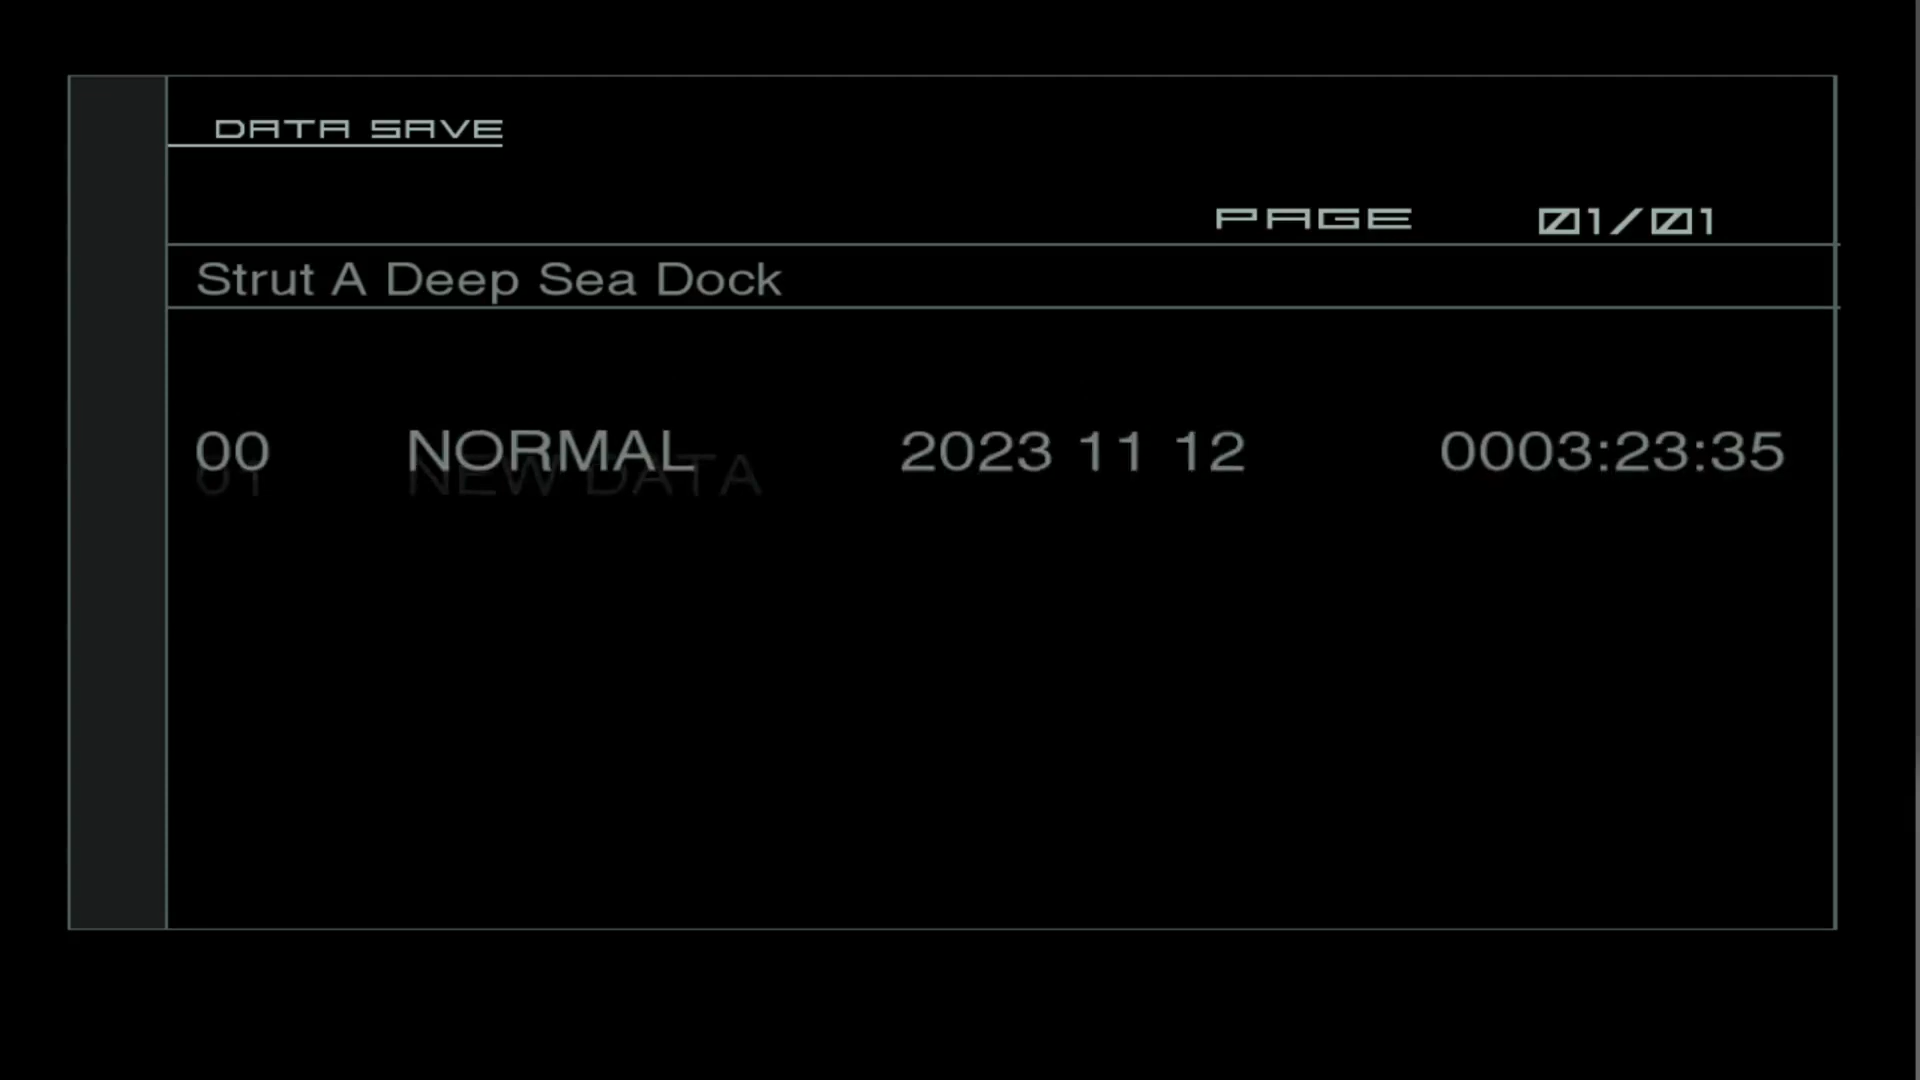 DATA SAVE
PAGE 01/01
Strut A Deep Sea Dock
00 NORMAL 2023 11 12 0003:23:35
01 NEW DATA